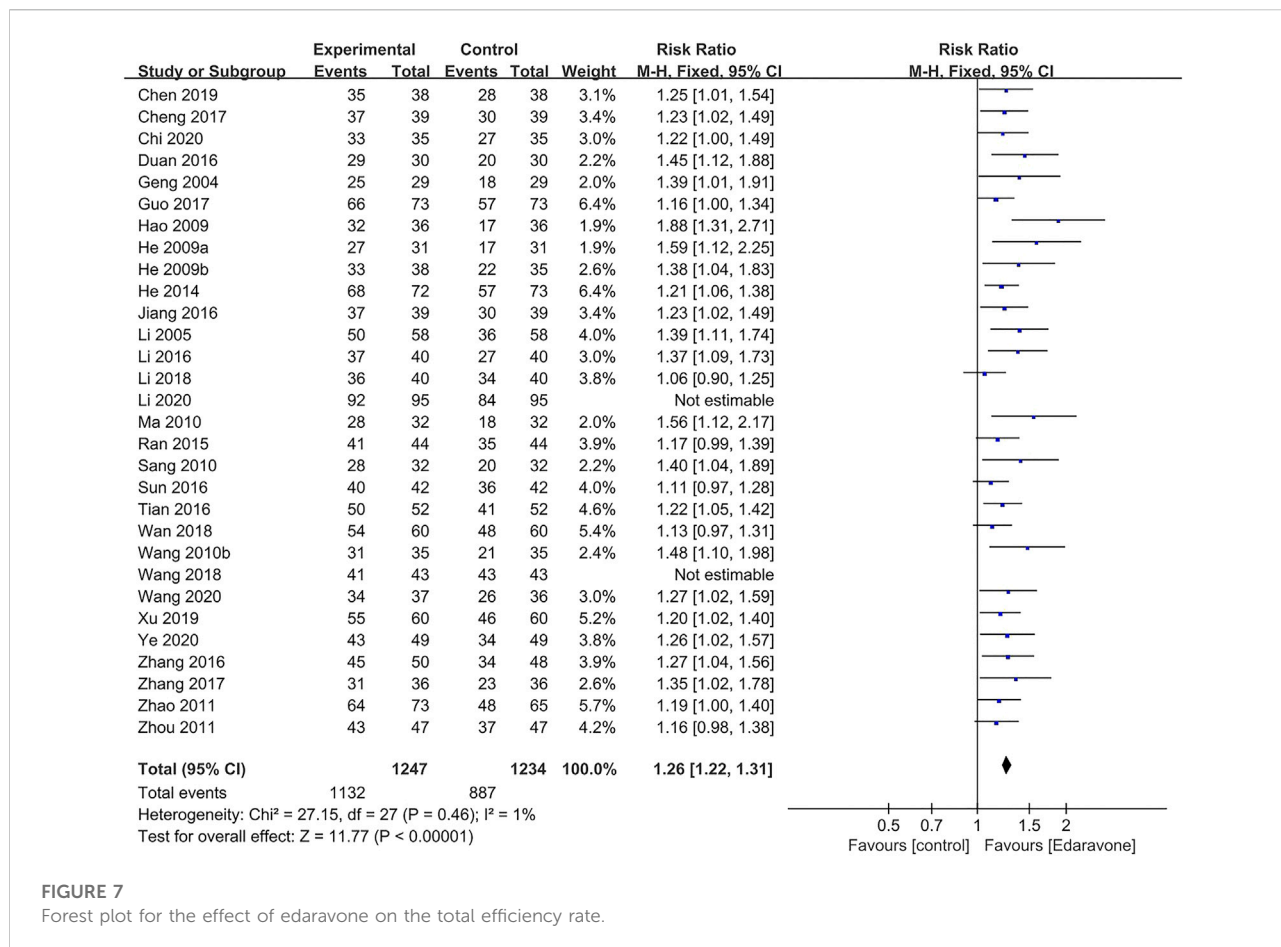 Experimental Control Risk Ratio Risk Ratio
Study or Subgroup Events Total Events Total Weight M-H, Fixed, 95% CI M-H, Fixed, 95% CI
Chen 2019 35 38 28 38 3.1% 1.25 [1.01, 1.54]
Cheng 2017 37 39 30 39 3.4% 1.23 [1.02, 1.49]
Chi 2020 33 35 27 35 3.0% 1.22 [1.00, 1.49]
Duan 2016 29 30 20 30 2.2% 1.45 [1.12, 1.88]
Geng 2004 25 29 18 29 2.0% 1.39 [1.01, 1.91]
Guo 2017 66 73 57 73 6.4% 1.16 [1.00, 1.34]
Hao 2009 32 36 17 36 1.9% 1.88 [1.31, 2.71]
He 2009a 27 31 17 31 1.9% 1.59 [1.12, 2.25]
He 2009b 33 38 22 35 2.6% 1.38 [1.04, 1.83]
He 2014 68 72 57 73 6.4% 1.21 [1.06, 1.38]
Jiang 2016 37 39 30 39 3.4% 1.23 [1.02, 1.49]
Li 2005 50 58 36 58 4.0% 1.39 [1.11, 1.74]
Li 2016 37 40 27 40 3.0% 1.37 [1.09, 1.73]
Li 2018 36 40 34 40 3.8% 1.06 [0.90, 1.25]
Li 2020 92 95 84 95 Not estimable
Ma 2010 28 32 18 32 2.0% 1.56 [1.12, 2.17]
Ran 2015 41 44 35 44 3.9% 1.17 [0.99, 1.39]
Sang 2010 28 32 20 32 2.2% 1.40 [1.04, 1.89]
Sun 2016 40 42 36 42 4.0% 1.11 [0.97, 1.28]
Tian 2016 50 52 41 52 4.6% 1.22 [1.05, 1.42]
Wan 2018 54 60 48 60 5.4% 1.13 [0.97, 1.31]
Wang 2010b 31 35 21 35 2.4% 1.48 [1.10, 1.98]
Wang 2018 41 43 43 43 Not estimable
Wang 2020 34 37 26 36 3.0% 1.27 [1.02, 1.59]
Xu 2019 55 60 46 60 5.2% 1.20 [1.02, 1.40]
Ye 2020 43 49 34 49 3.8% 1.26 [1.02, 1.57]
Zhang 2016 45 50 34 48 3.9% 1.27 [1.04, 1.56]
Zhang 2017 31 36 23 36 2.6% 1.35 [1.02, 1.78]
Zhao 2011 64 73 48 65 5.7% 1.19 [1.00, 1.40]
Zhou 2011 43 47 37 47 4.2% 1.16 [0.98, 1.38]
Total (95% CI) 1247 1234 100.0% 1.26 [1.22, 1.31]
Total events 1132 887
Heterogeneity: Chi² = 27.15, df = 27 (P = 0.46); I² = 1%
Test for overall effect: Z = 11.77 (P < 0.00001)
0.5 0.7 1 1.5 2
Favours [control] Favours [Edaravone]
FIGURE 7
Forest plot for the effect of edaravone on the total efficiency rate.